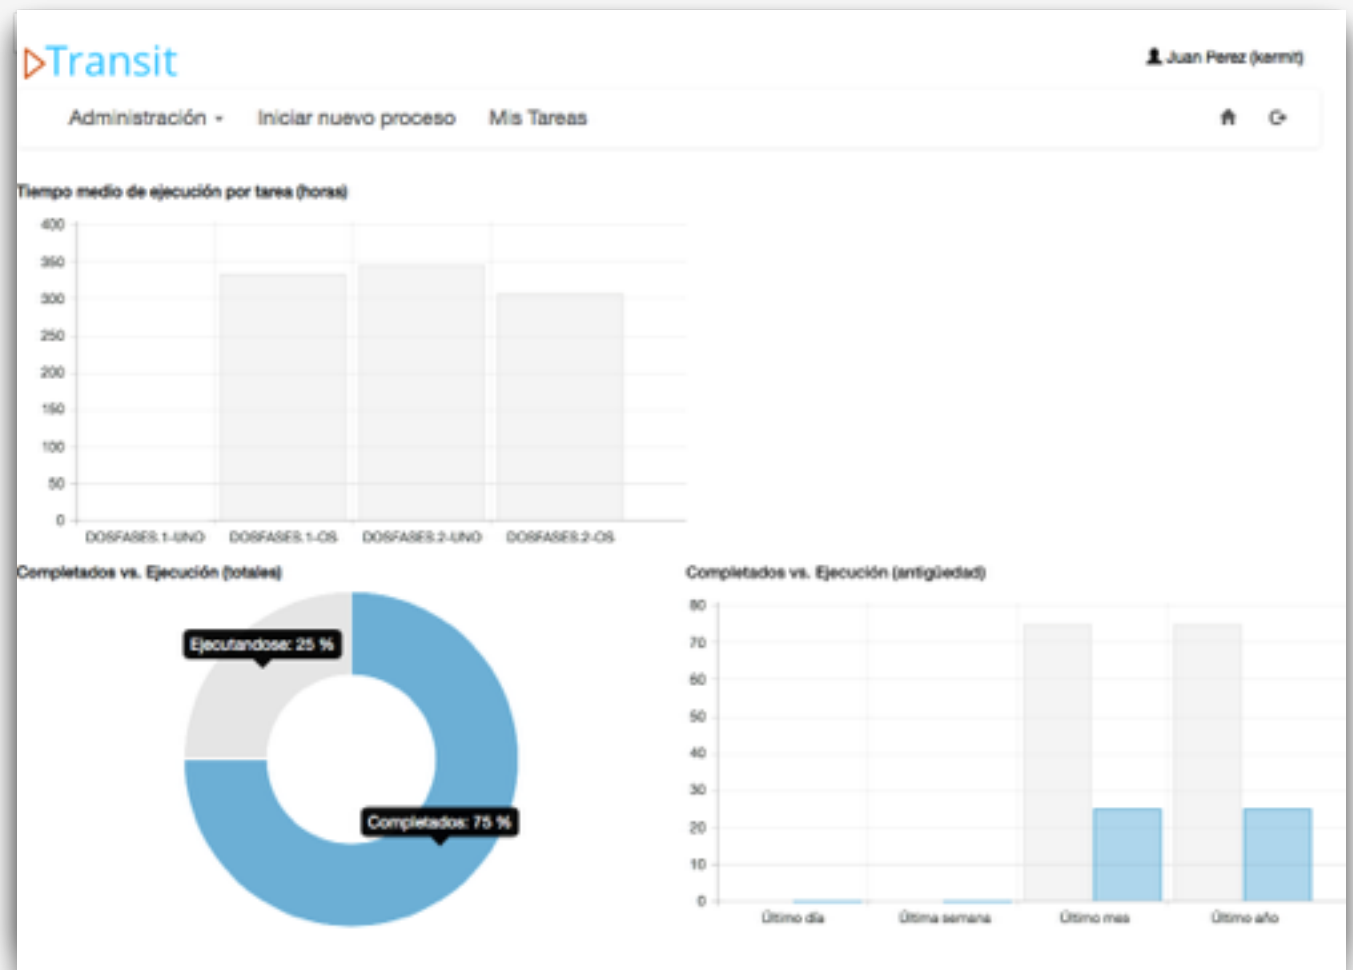 Transit
Juan Perez (kermit)
Administración
Iniciar nuevo proceso
Mis Tareas
Tiempo medio de ejecución por tarea (horas)
400
350
300
250
200
150
100
50
0
DOSFASES.1-UNO
DOSFASES.1-OS
DOSFASES.2-UNO
DOSFASES.2-OS
Completados vs. Ejecución (totales)
Ejecutandose: 25 %
Completados: 75 %
Completados vs. Ejecución (antigüedad)
80
70
60
50
40
30
20
10
0
Último día
Última semana
Último mes
Último año